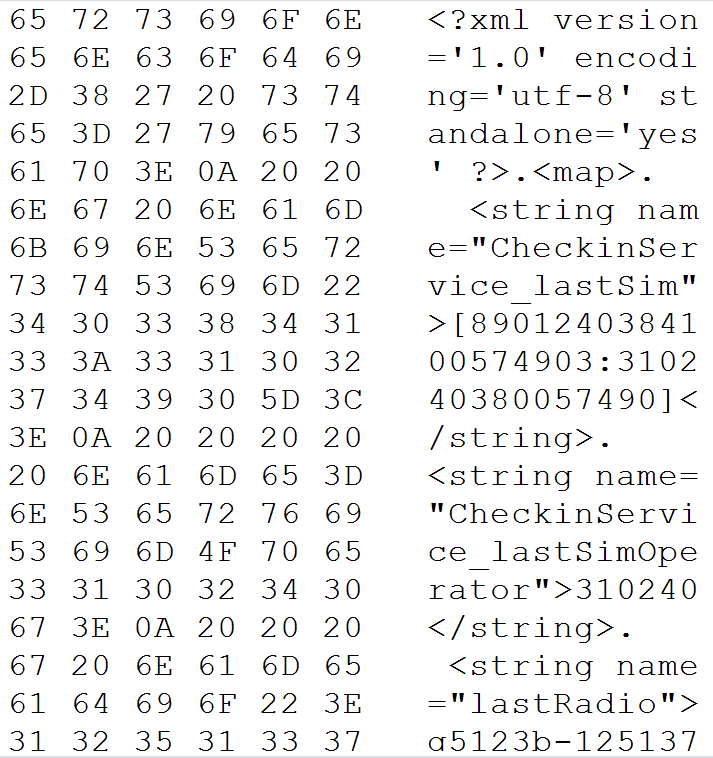 65 72 73 69 6F 6E <?xml version
65 6E 63 6F 64 69 ='1.0' encodi
2D 38 27 20 73 74 ng='utf-8' st
65 3D 27 79 65 73 andalone='yes
61 70 3E 0A 20 20 ' ?>.<map>.
6E 67 20 6E 61 6D <string nam
6B 69 6E 53 65 72 e="CheckinSer
73 74 53 69 6D 22 vice_lastSim"
34 30 33 38 34 31 >[89012403841
33 3A 33 31 30 32 00574903:3102
37 34 39 30 5D 3C 40380057490]<
3E 0A 20 20 20 20 /string>.
20 6E 61 6D 65 3D <string name=
6E 53 65 72 76 69 "CheckinServi
53 69 6D 4F 70 65 ce_lastSimOpe
33 31 30 32 34 30 rator">310240
67 3E 0A 20 20 20 </string>.
67 20 6E 61 6D 65 <string name
61 64 69 6F 22 3E ="lastRadio">
31 32 35 31 33 37 g5123b-125137